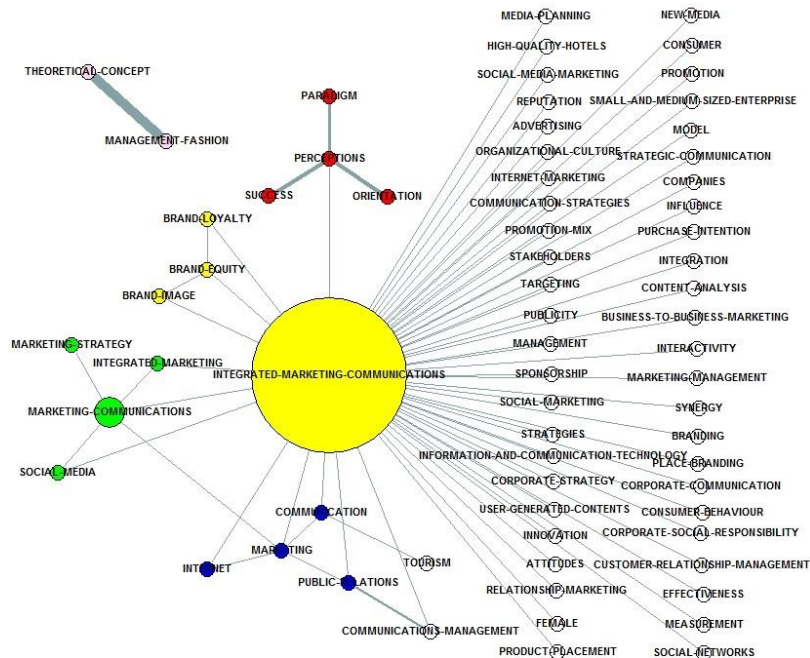 THEORETICAL-CONCEPT
MANAGEMENT-FASHION
PARADIGM
PERCEPTIONS
SUCCESS
ORIENTATION
BRAND-LOYALTY
BRAND-EQUITY
BRAND-IMAGE
MARKETING-STRATEGY
INTEGRATED-MARKETING
MARKETING-COMMUNICATIONS
SOCIAL-MEDIA
INTEGRATED-MARKETING-COMMUNICATIONS
COMMUNICATION
MARKETING
INTERNET
PUBLIC-RELATIONS
TOURISM
COMMUNICATIONS-MANAGEMENT
MEDIA-PLANNING
HIGH-QUALITY-HOTELS
SOCIAL-MEDIA-MARKETING
REPUTATION
ADVERTISING
ORGANIZATIONAL-CULTURE
INTERNET-MARKETING
COMMUNICATION-STRATEGIES
PROMOTION-MIX
STAKEHOLDERS
TARGETING
PUBLICITY
MANAGEMENT
SPONSORSHIP
SOCIAL-MARKETING
STRATEGIES
INFORMATION-AND-COMMUNICATION-TECHNOLOGY
CORPORATE-STRATEGY
USER-GENERATED-CONTENTS
INNOVATION
ATTITUDES
RELATIONSHIP-MARKETING
FEMALE
PRODUCT-PLACEMENT
NEW-MEDIA
CONSUMER
PROMOTION
SMALL-AND-MEDIUM-SIZED-ENTERPRISE
MODEL
STRATEGIC-COMMUNICATION
COMPANIES
INFLUENCE
PURCHASE-INTENTION
INTEGRATION
CONTENT-ANALYSIS
BUSINESS-TO-BUSINESS-MARKETING
INTERACTIVITY
MARKETING-MANAGEMENT
SYNERGY
BRANDING
PLACE-BRANDING
CORPORATE-COMMUNICATION
CONSUMER-BEHAVIOUR
CORPORATE-SOCIAL-RESPONSIBILITY
CUSTOMER-RELATIONSHIP-MANAGEMENT
EFFECTIVENESS
MEASUREMENT
SOCIAL-NETWORKS